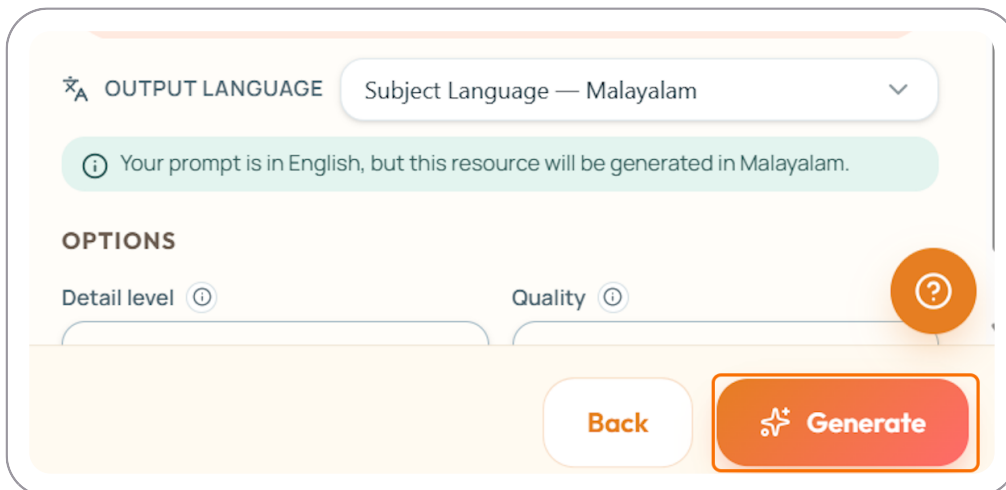 OUTPUT LANGUAGE
Subject Language — Malayalam
Your prompt is in English, but this resource will be generated in Malayalam.
OPTIONS
Detail level
Quality
Back
Generate